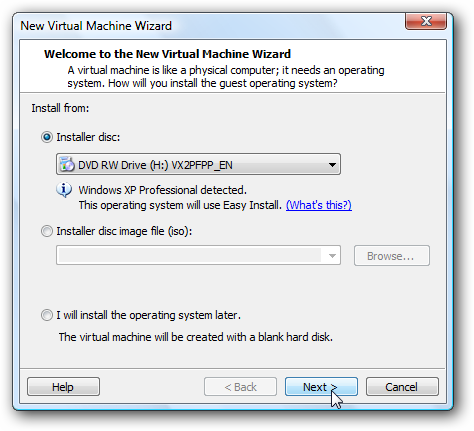 New Virtual Machine Wizard
Welcome to the New Virtual Machine Wizard
A virtual machine is like a physical computer; it needs an operating
system. How will you install the guest operating system?
Install from:
Installer disc:
DVD RW Drive (H:) VX2PFPP_EN
Windows XP Professional detected.
This operating system will use Easy Install. (What's this?)
Installer disc image file (iso):
Browse...
I will install the operating system later.
The virtual machine will be created with a blank hard disk.
Help
< Back
Next >
Cancel